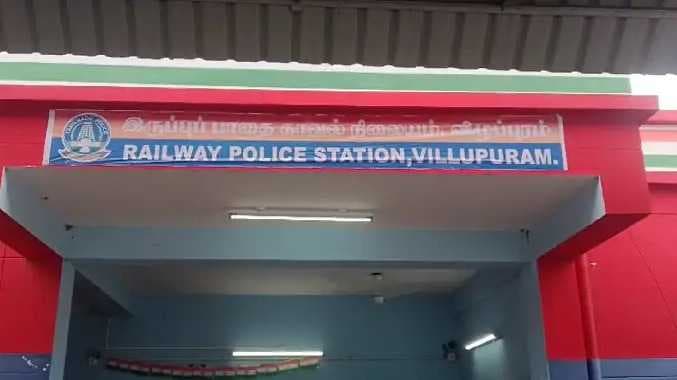 இருப்புப் பாதை காவல் நிலையம், விழுப்புரம்
RAILWAY POLICE STATION,VILLUPURAM.